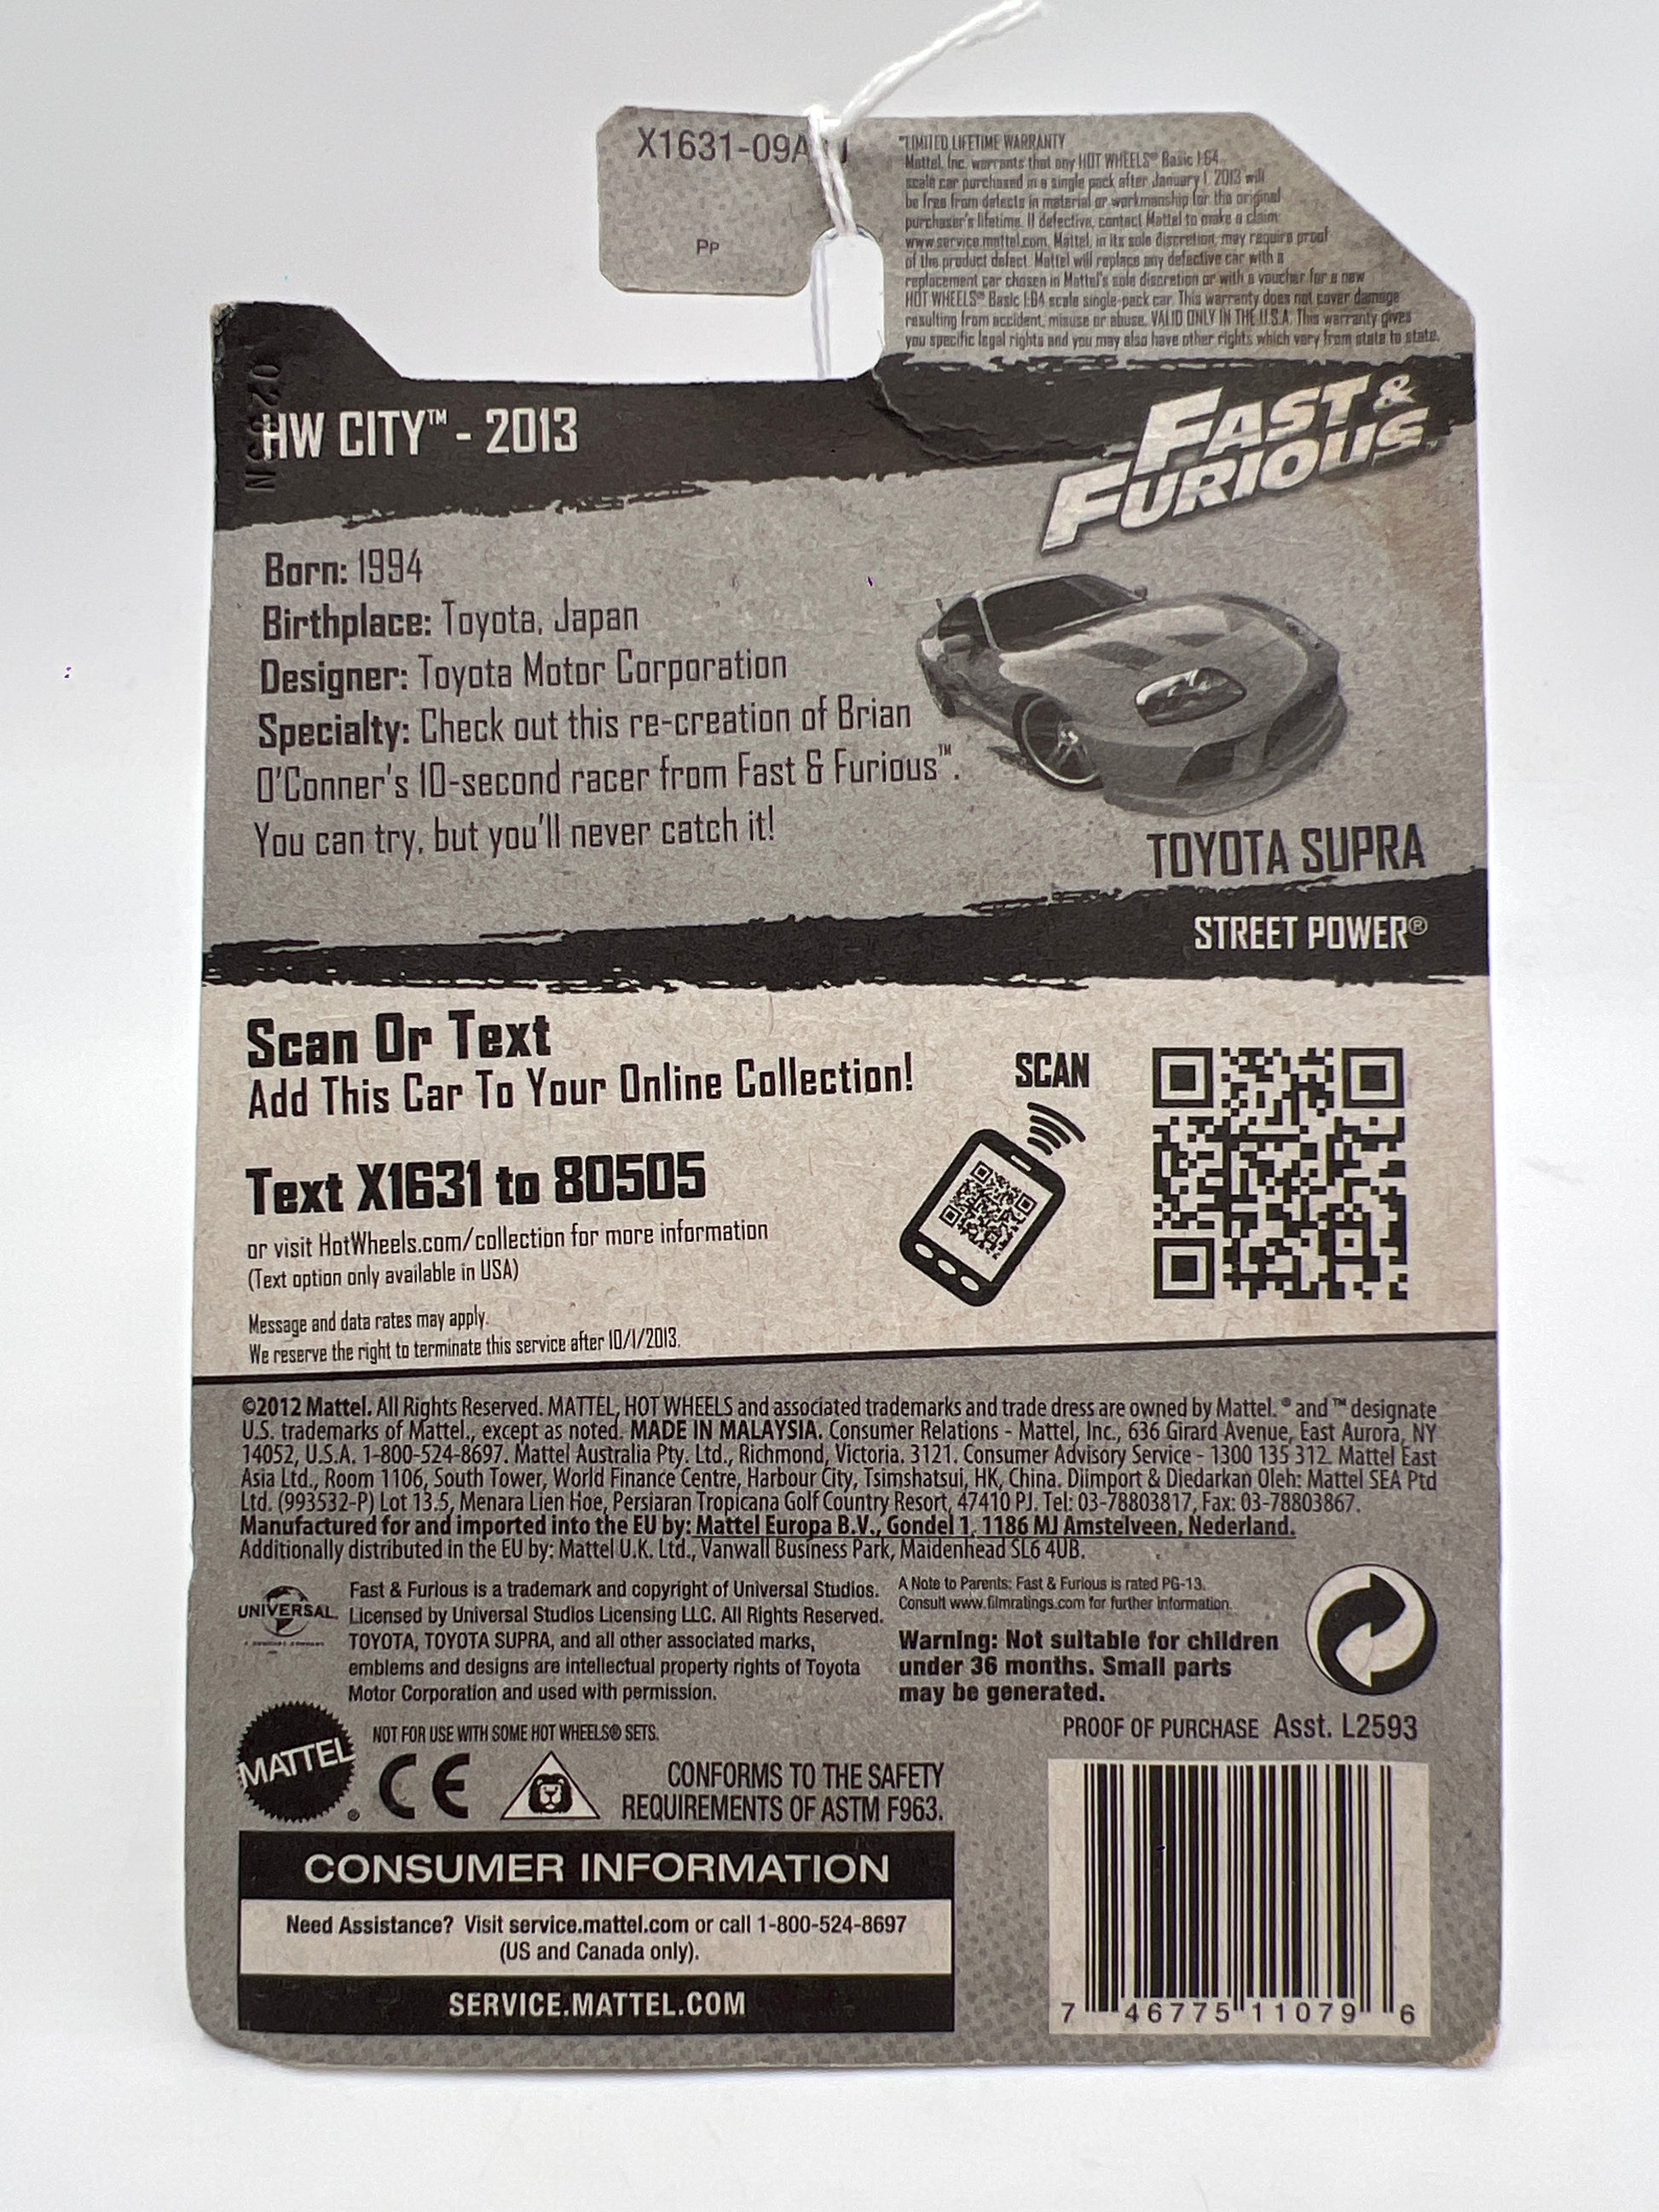 X1631-09A
Pp
*LIMITED LIFETIME WARRANTY
Mattel, Inc. warrants that any HOT WHEELS® Basic 1:64
scale car purchased in a single pack after January 1, 2013 will
be free from defects in material or workmanship for the original
purchaser's lifetime. If defective, contact Mattel to make a claim:
www.service.mattel.com. Mattel, in its sole discretion, may require proof
of the product defect. Mattel will replace any defective car with a
replacement car chosen in Mattel's sole discretion or with a voucher for a new
HOT WHEELS® Basic 1:64 scale single-pack car. This warranty does not cover damage
resulting from accident, misuse or abuse. VALID ONLY IN THE U.S.A. This warranty gives
you specific legal rights and you may also have other rights which vary from state to state.
HW CITY™ - 2013
FAST &
FURIOUS
Born: 1994
Birthplace: Toyota, Japan
Designer: Toyota Motor Corporation
Specialty: Check out this re-creation of Brian
O'Conner's 10-second racer from Fast & Furious™.
You can try, but you'll never catch it!
TOYOTA SUPRA
STREET POWER®
Scan Or Text
Add This Car To Your Online Collection!
SCAN
Text X1631 to 80505
or visit HotWheels.com/collection for more information
(Text option only available in USA)
Message and data rates may apply.
We reserve the right to terminate this service after 10/1/2013.
©2012 Mattel. All Rights Reserved. MATTEL, HOT WHEELS and associated trademarks and trade dress are owned by Mattel. ® and ™ designate
U.S. trademarks of Mattel., except as noted. MADE IN MALAYSIA. Consumer Relations - Mattel, Inc., 636 Girard Avenue, East Aurora, NY
14052, U.S.A. 1-800-524-8697. Mattel Australia Pty. Ltd., Richmond, Victoria. 3121. Consumer Advisory Service - 1300 135 312. Mattel East
Asia Ltd., Room 1106, South Tower, World Finance Centre, Harbour City, Tsimshatsui, HK, China. Diimport & Diedarkan Oleh: Mattel SEA Ptd
Ltd. (993532-P) Lot 13.5, Menara Lien Hoe, Persiaran Tropicana Golf Country Resort, 47410 PJ. Tel: 03-78803817, Fax: 03-78803867.
Manufactured for and imported into the EU by: Mattel Europa B.V., Gondel 1, 1186 MJ Amstelveen, Nederland.
Additionally distributed in the EU by: Mattel U.K. Ltd., Vanwall Business Park, Maidenhead SL6 4UB.
UNIVERSAL
Fast & Furious is a trademark and copyright of Universal Studios.
Licensed by Universal Studios Licensing LLC. All Rights Reserved.
TOYOTA, TOYOTA SUPRA, and all other associated marks,
emblems and designs are intellectual property rights of Toyota
Motor Corporation and used with permission.
A Note to Parents: Fast & Furious is rated PG-13.
Consult www.filmratings.com for further information.
Warning: Not suitable for children
under 36 months. Small parts
may be generated.
MATTEL®
NOT FOR USE WITH SOME HOT WHEELS® SETS.
CE
CONFORMS TO THE SAFETY
REQUIREMENTS OF ASTM F963.
PROOF OF PURCHASE Asst. L2593
CONSUMER INFORMATION
Need Assistance? Visit service.mattel.com or call 1-800-524-8697
(US and Canada only).
SERVICE.MATTEL.COM
7 46775 11079 6